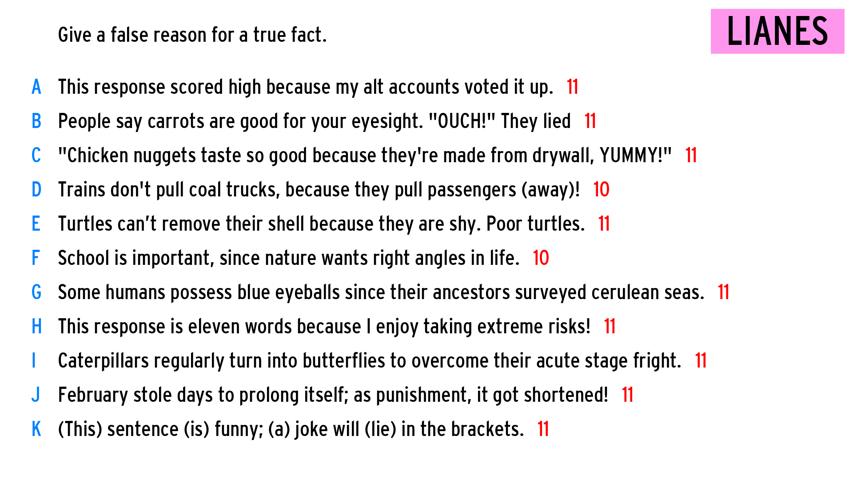 Give a false reason for a true fact.
LIANES
A This response scored high because my alt accounts voted it up. 11
B People say carrots are good for your eyesight. "OUCH!" They lied 11
C "Chicken nuggets taste so good because they're made from drywall, YUMMY!" 11
D Trains don't pull coal trucks, because they pull passengers (away)! 10
E Turtles can’t remove their shell because they are shy. Poor turtles. 11
F School is important, since nature wants right angles in life. 10
G Some humans possess blue eyeballs since their ancestors surveyed cerulean seas. 11
H This response is eleven words because I enjoy taking extreme risks! 11
I Caterpillars regularly turn into butterflies to overcome their acute stage fright. 11
J February stole days to prolong itself; as punishment, it got shortened! 11
K (This) sentence (is) funny; (a) joke will (lie) in the brackets. 11